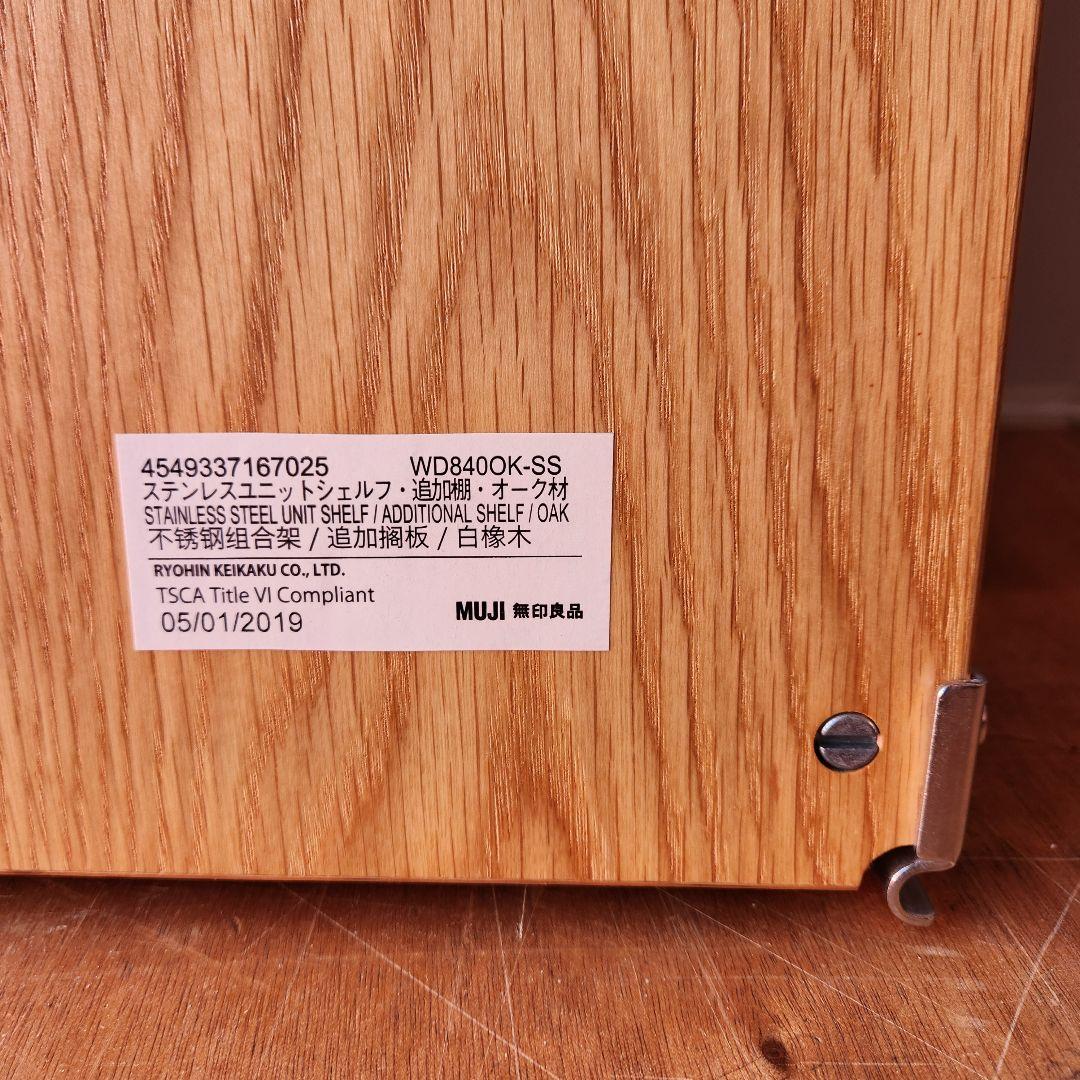 4549337167025 WD840OK-SS
ステンレスユニットシェルフ・追加棚・オーク材
STAINLESS STEEL UNIT SHELF / ADDITIONAL SHELF / OAK
不锈钢组合架 / 追加搁板 / 白橡木
RYOHIN KEIKAKU CO., LTD.
TSCA Title VI Compliant
05/01/2019
MUJI 無印良品